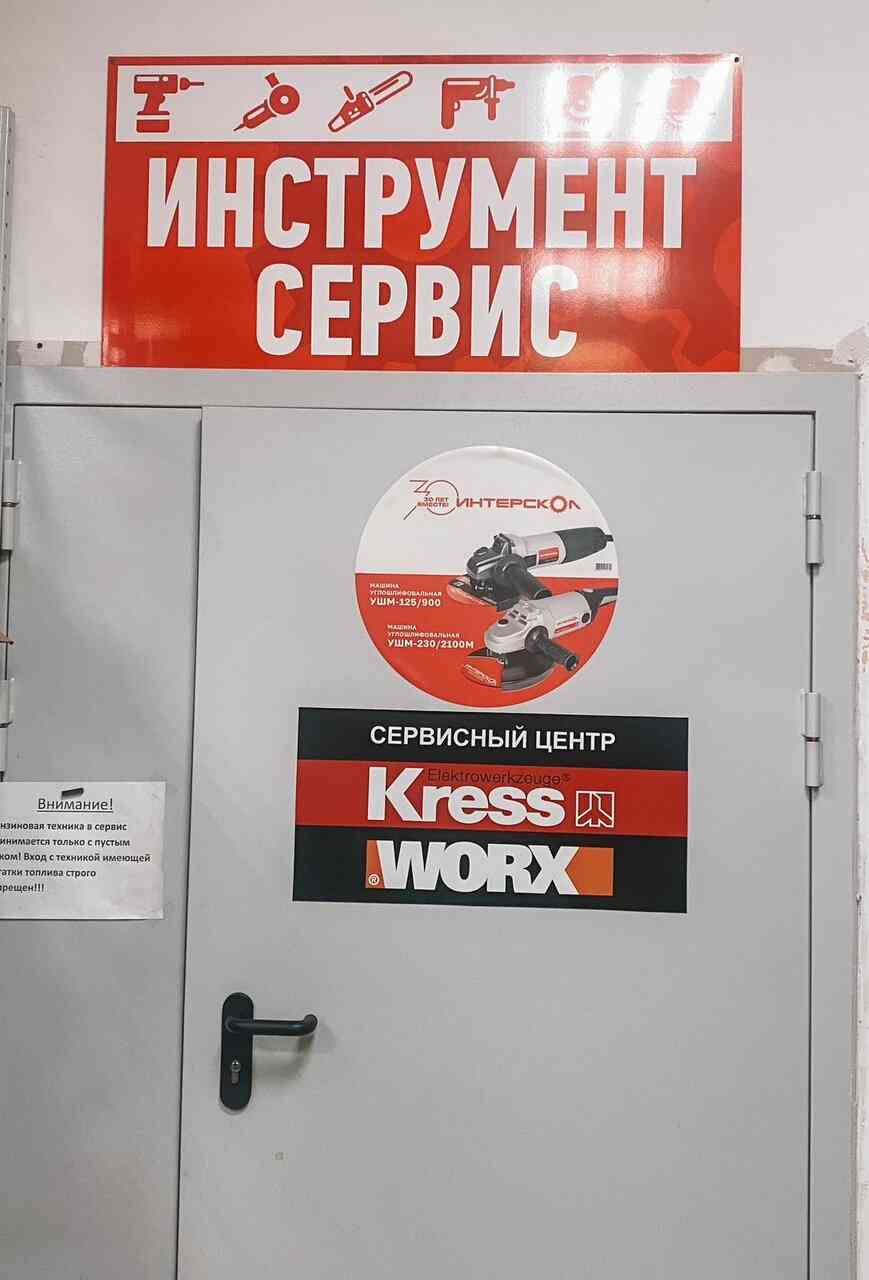 ИНСТРУМЕНТ
СЕРВИС
30 ЛЕТ
ВМЕСТЕ!
ИНТЕРСКОЛ
МАШИНА
УГЛОШЛИФОВАЛЬНАЯ
УШМ-125/900
МАШИНА
УГЛОШЛИФОВАЛЬНАЯ
УШМ-230/2100М
СЕРВИСНЫЙ ЦЕНТР
Elektrowerkzeuge®
Kress
® WORX
Внимание!
нзиновая техника в сервис
инимается только с пустым
ком! Вход с техникой имеющей
татки топлива строго
прещен!!!